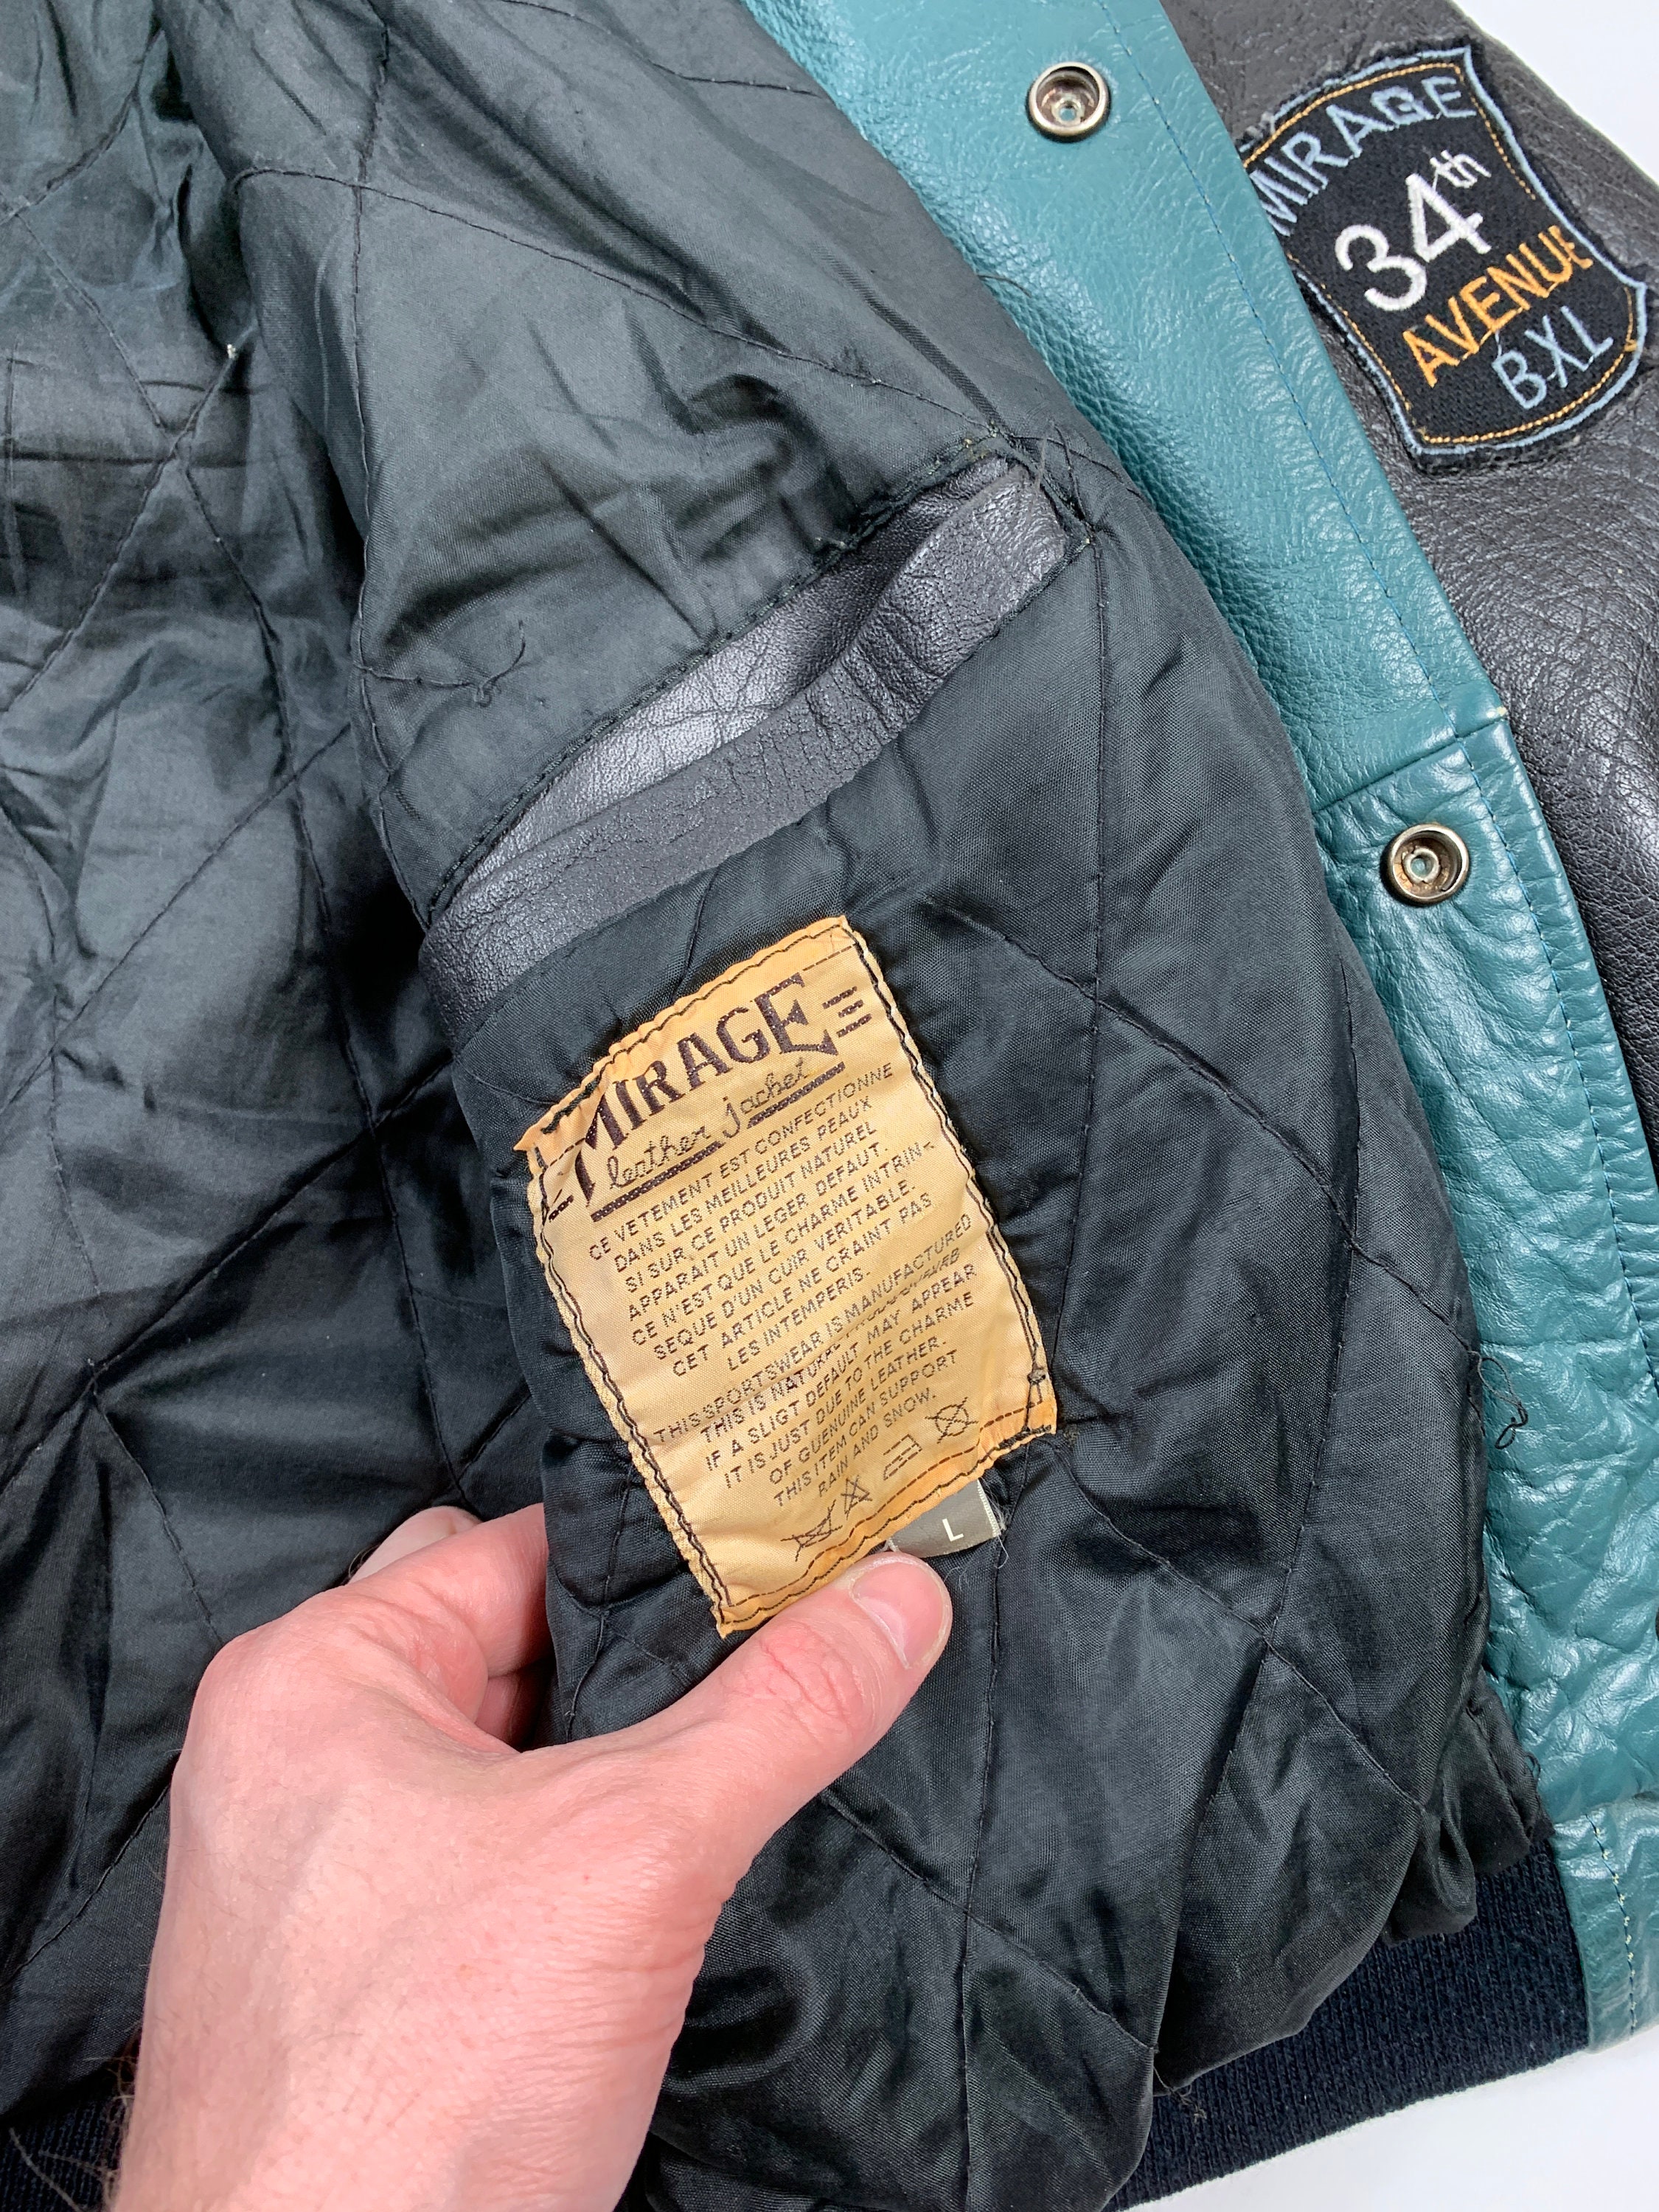 MIRAGE
34th
AVENUE
BXL
MIRAGE
leather jacket
CE VETEMENT EST CONFECTIONNE
DANS LES MEILLEURES PEAUX
SI SUR CE PRODUIT NATUREL
APPARAIT UN LEGER DEFAUT.
CE N'EST QUE LE CHARME INTRIN-
SEQUE D'UN CUIR VERITABLE.
CET ARTICLE NE CRAINT PAS
LES INTEMPERIS.
THIS SPORTSWEAR IS MANUFACTURED
THIS IS NATURAL
IF A SLIGT DEFAULT MAY APPEAR
IT IS JUST DUE TO THE CHARME
OF GUENUINE LEATHER.
THIS ITEM CAN SUPPORT
RAIN AND SNOW.
L